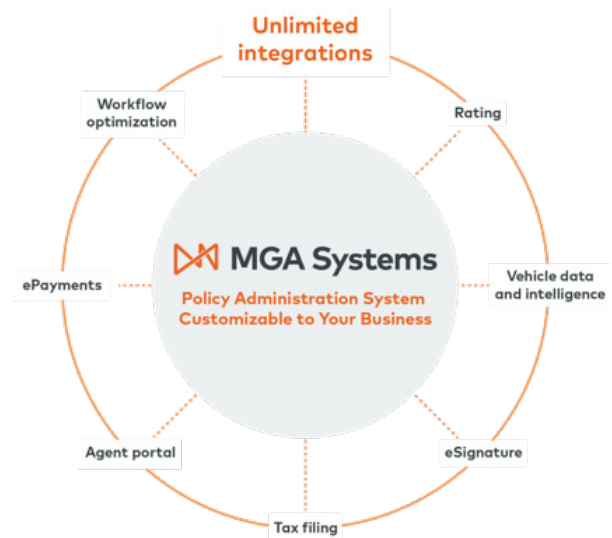 Unlimited
integrations
Workflow
optimization
Rating
MGA Systems
Policy Administration System
Customizable to Your Business
ePayments
Vehicle data
and intelligence
Agent portal
eSignature
Tax filing